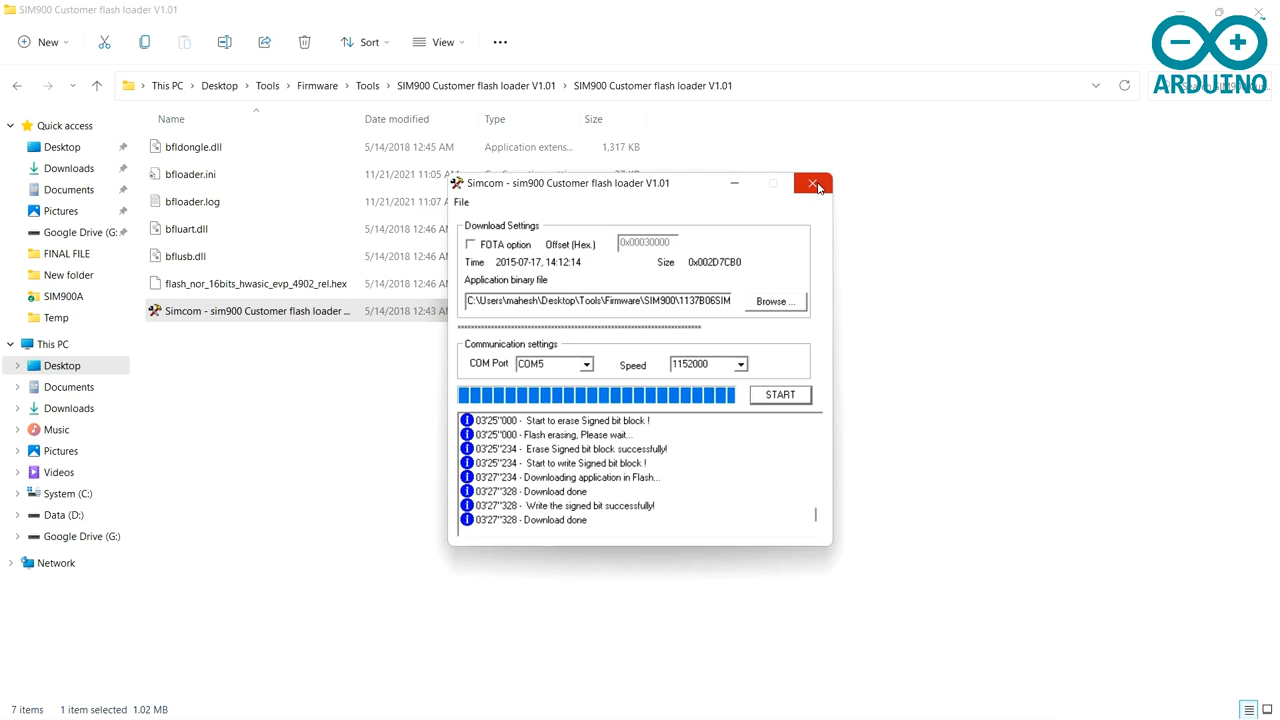 SIM900 Customer flash loader V1.01
New
Sort
View
This PC > Desktop > Tools > Firmware > Tools > SIM900 Customer flash loader V1.01 > SIM900 Customer flash loader V1.01
ARDUINO
Name Date modified Type Size
Quick access
Desktop
Downloads
Documents
Pictures
Google Drive (G:
FINAL FILE
New folder
SIM900A
Temp
This PC
Desktop
Documents
Downloads
Music
Pictures
Videos
System (C:)
Data (D:)
Google Drive (G:)
Network
bfldongle.dll 5/14/2018 12:45 AM Application extens... 1,317 KB
bfloader.ini 11/21/2021 11:05
bfloader.log 11/21/2021 11:07
bfluart.dll 5/14/2018 12:46 AM
bflusb.dll 5/14/2018 12:46 AM
flash_nor_16bits_hwasic_evp_4902_rel.hex 5/14/2018 12:46 AM
Simcom - sim900 Customer flash loader ... 5/14/2018 12:43 AM
Simcom - sim900 Customer flash loader V1.01
File
Download Settings
FOTA option Offset (Hex.) 0x00030000
Time 2015-07-17, 14:12:14 Size 0x002D7CB0
Application binary file
C:\Users\mahesh\Desktop\Tools\Firmware\SIM900\1137B06SIM Browse ...
Communication settings
COM Port COM5 Speed 1152000
START
03'25"000 - Start to erase Signed bit block !
03'25"000 - Flash erasing, Please wait...
03'25"234 - Erase Signed bit block successfully!
03'25"234 - Start to write Signed bit block !
03'27"234 - Downloading application in Flash...
03'27"328 - Download done
03'27"328 - Write the signed bit successfully!
03'27"328 - Download done
7 items 1 item selected 1.02 MB